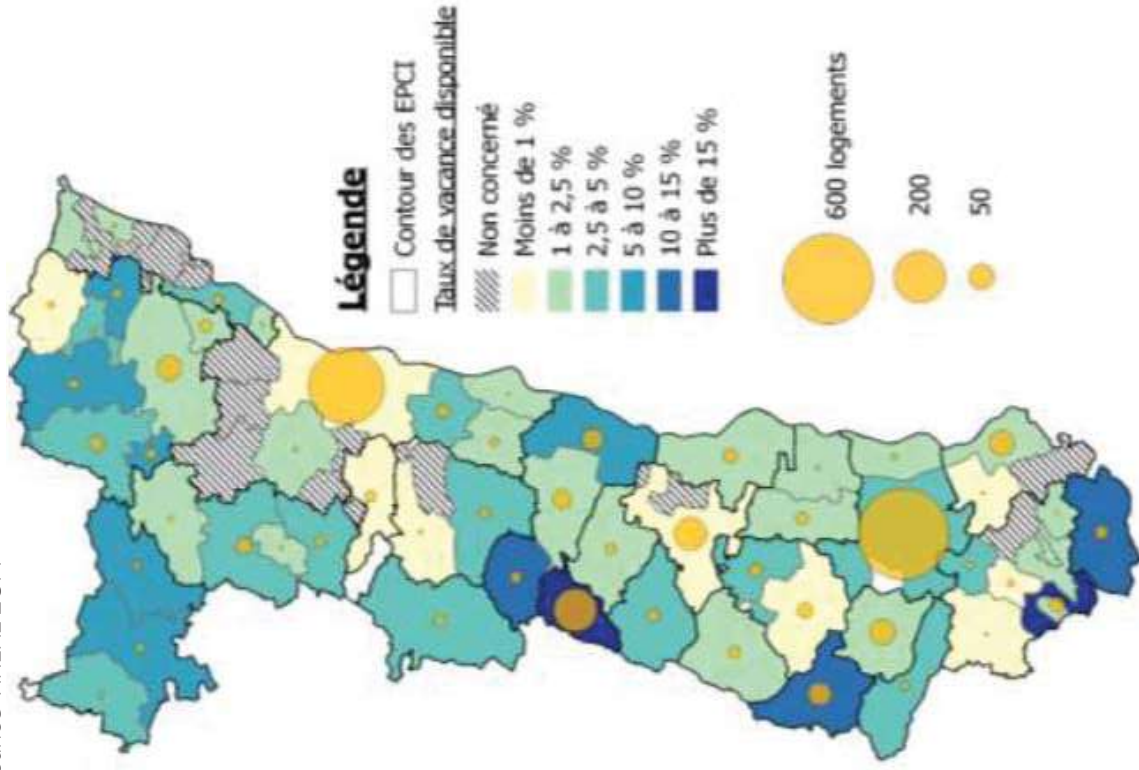 Légende
Contour des EPCI
Taux de vacance disponible
Non concerné
Moins de 1 %
1 à 2,5 %
2,5 à 5 %
5 à 10 %
10 à 15 %
Plus de 15 %
600 logements
200
50